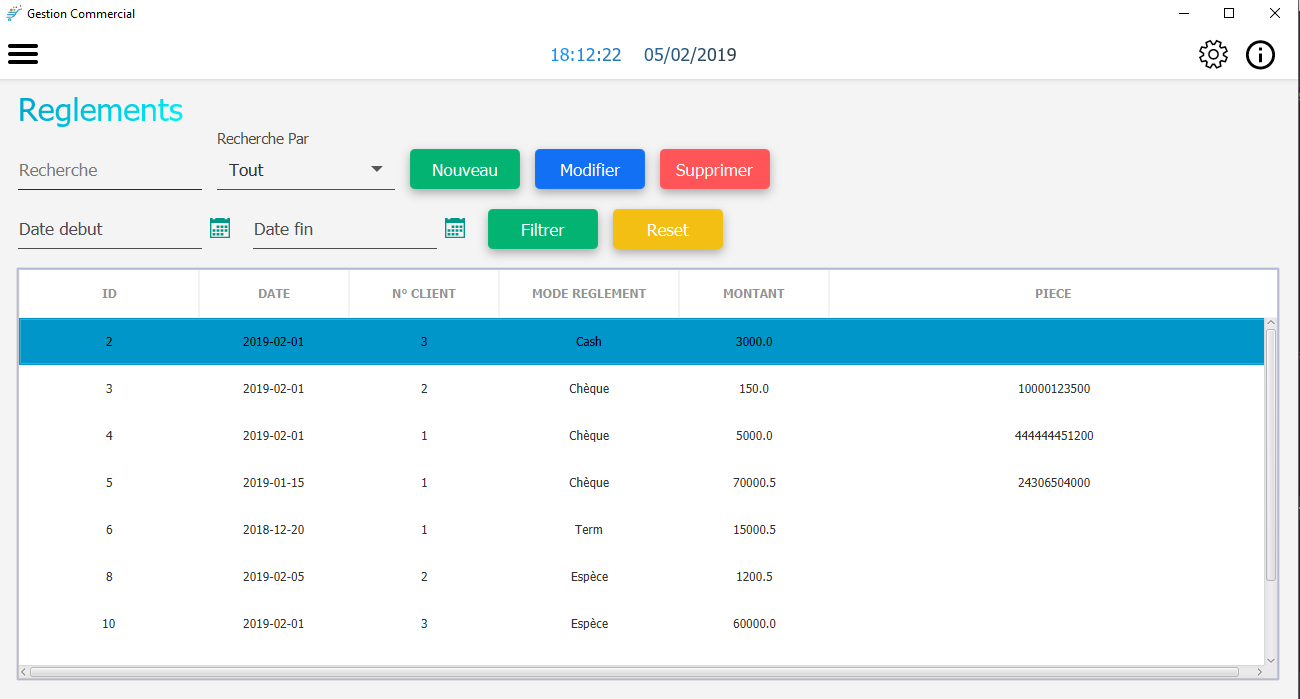 Gestion Commercial
18:12:22 05/02/2019
Reglements
Recherche Par
Recherche Tout Nouveau Modifier Supprimer
Date debut Date fin Filtrer Reset
ID DATE N° CLIENT MODE REGLEMENT MONTANT PIECE
2 2019-02-01 3 Cash 3000.0
3 2019-02-01 2 Chèque 150.0 10000123500
4 2019-02-01 1 Chèque 5000.0 444444451200
5 2019-01-15 1 Chèque 70000.5 24306504000
6 2018-12-20 1 Term 15000.5
8 2019-02-05 2 Espèce 1200.5
10 2019-02-01 3 Espèce 60000.0